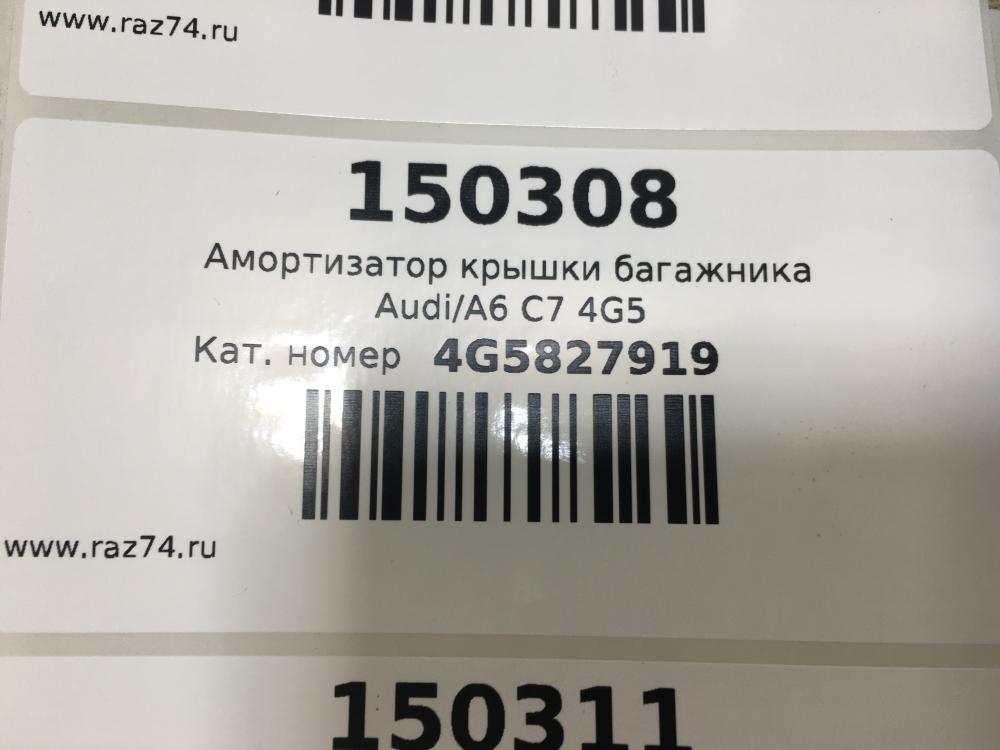 www.raz74.ru
150308
Амортизатор крышки багажника
Audi/A6 C7 4G5
Кат. номер 4G5827919
www.raz74.ru
150311